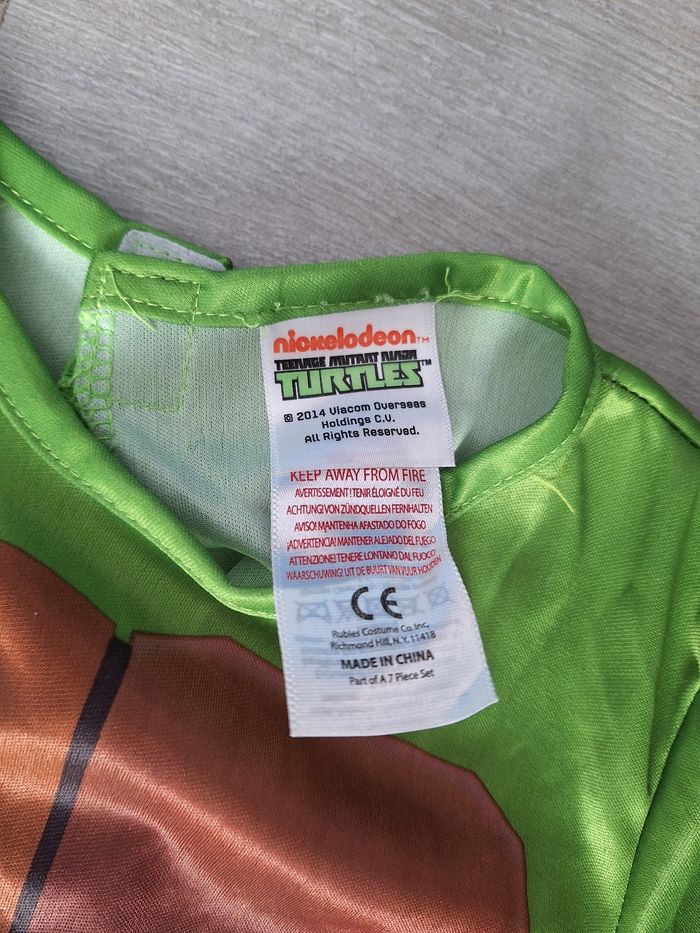 nickelodeon™
TEENAGE MUTANT NINJA
TURTLES™
© 2014 Viacom Overseas
Holdings C.V.
All Rights Reserved.
KEEP AWAY FROM FIRE
AVERTISSEMENT ! TENIR ÉLOIGNÉ DU FEU
ACHTUNG! VON ZÜNDQUELLEN FERNHALTEN
AVISO! MANTENHA AFASTADO DO FOGO
¡ADVERTENCIA! MANTENER ALEJADO DEL FUEGO
ATTENZIONE! TENERE LONTANO DAL FUOCO
WAARSCHUWING! UIT DE BUURT VAN VUUR HOUDEN
CE
Rubies Costume Co. Inc.
Richmond Hill, N.Y. 11418
MADE IN CHINA
Part of A 7 Piece Set